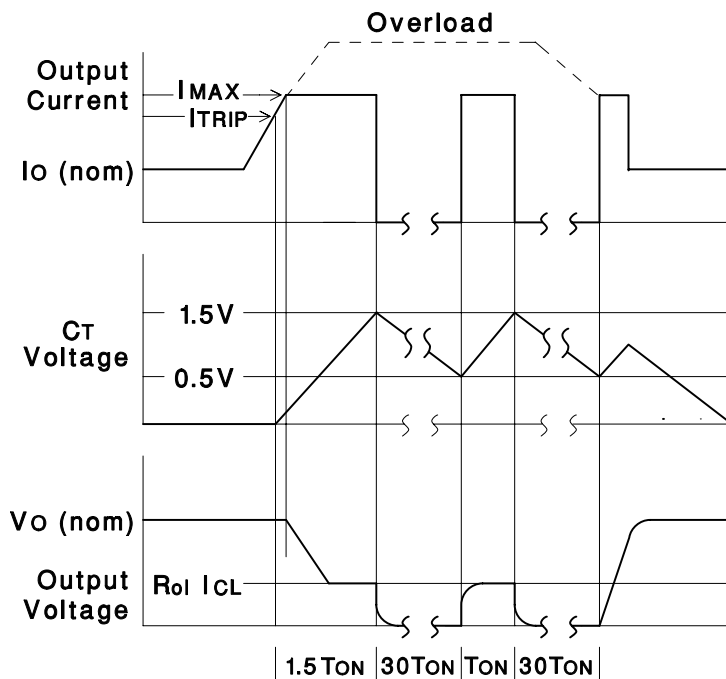 Overload
Output
Current
IMAX
ITRIP
IO (nom)
1.5V
CT
Voltage
0.5V
VO (nom)
Output
Voltage
Rol ICL
1.5 TON
30TON
TON
30TON